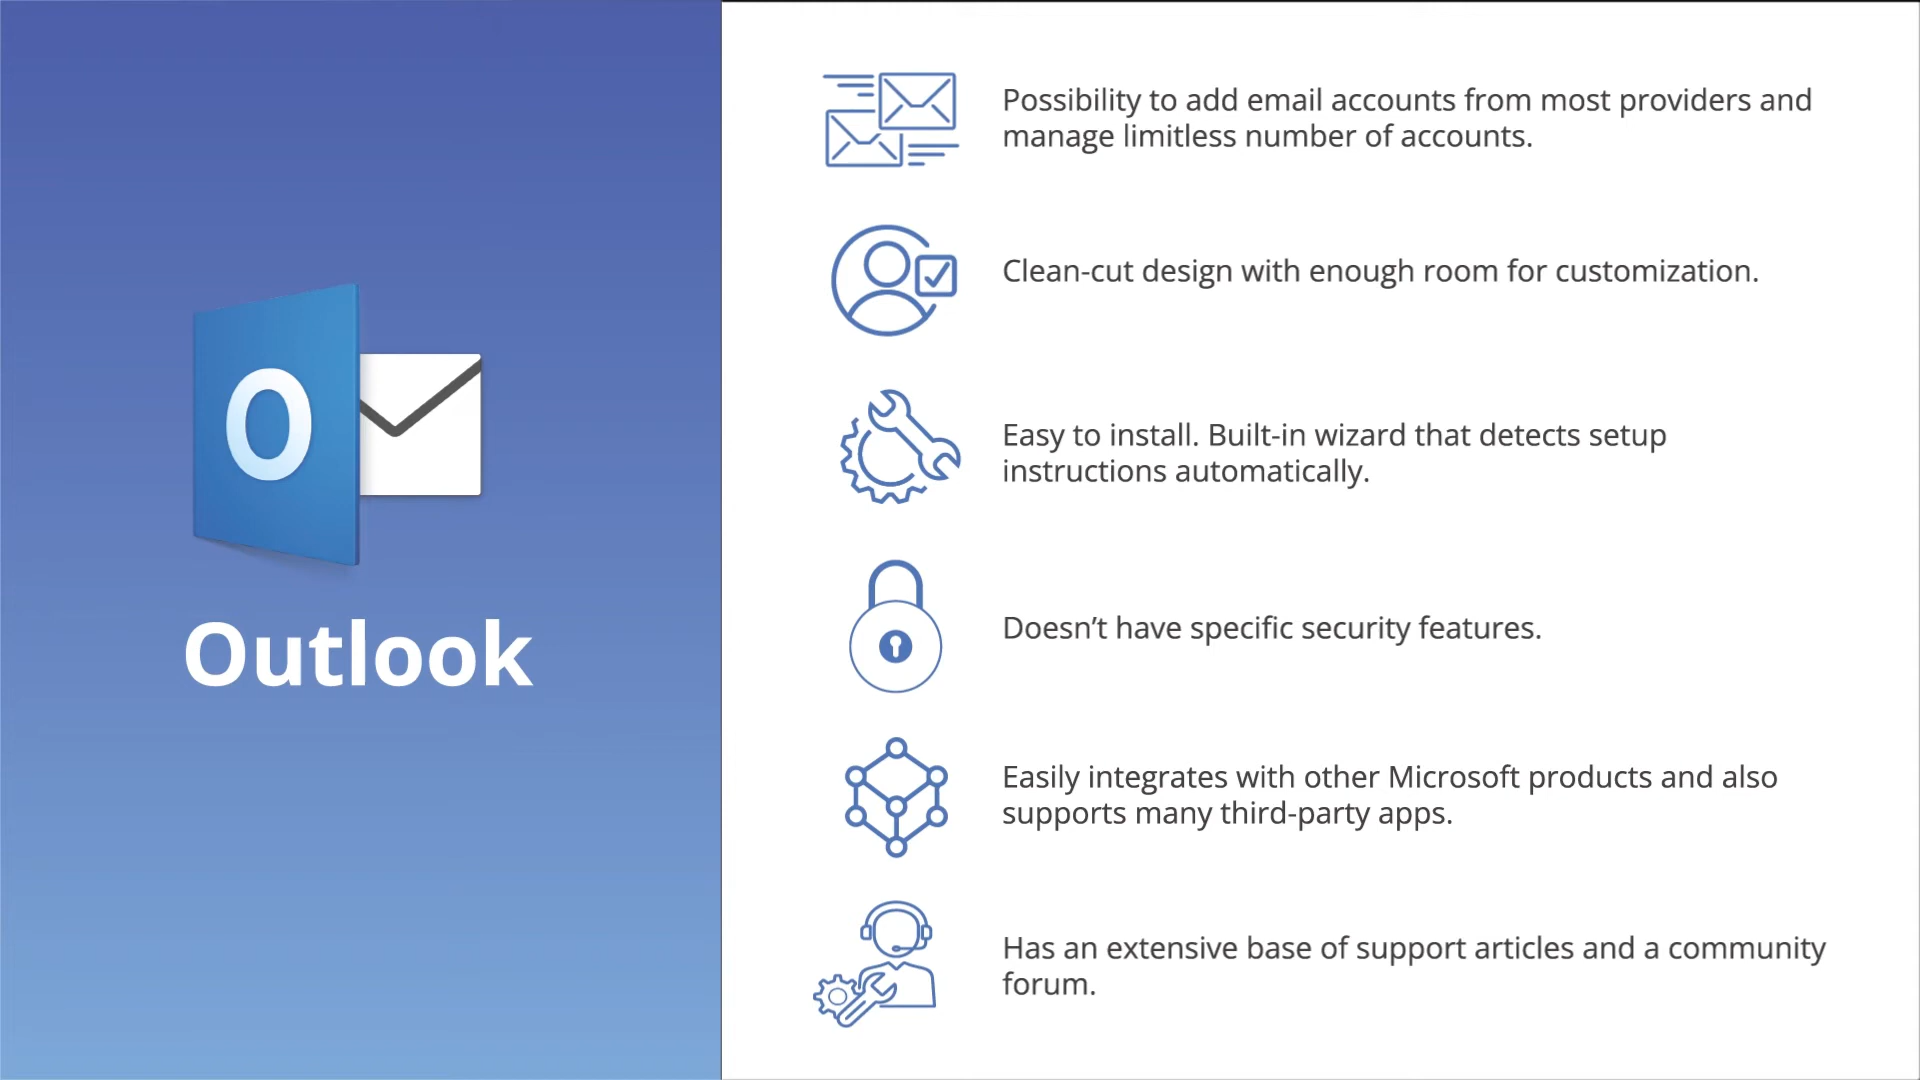 O
Outlook
Possibility to add email accounts from most providers and
manage limitless number of accounts.
Clean-cut design with enough room for customization.
Easy to install. Built-in wizard that detects setup
instructions automatically.
Doesn’t have specific security features.
Easily integrates with other Microsoft products and also
supports many third-party apps.
Has an extensive base of support articles and a community
forum.